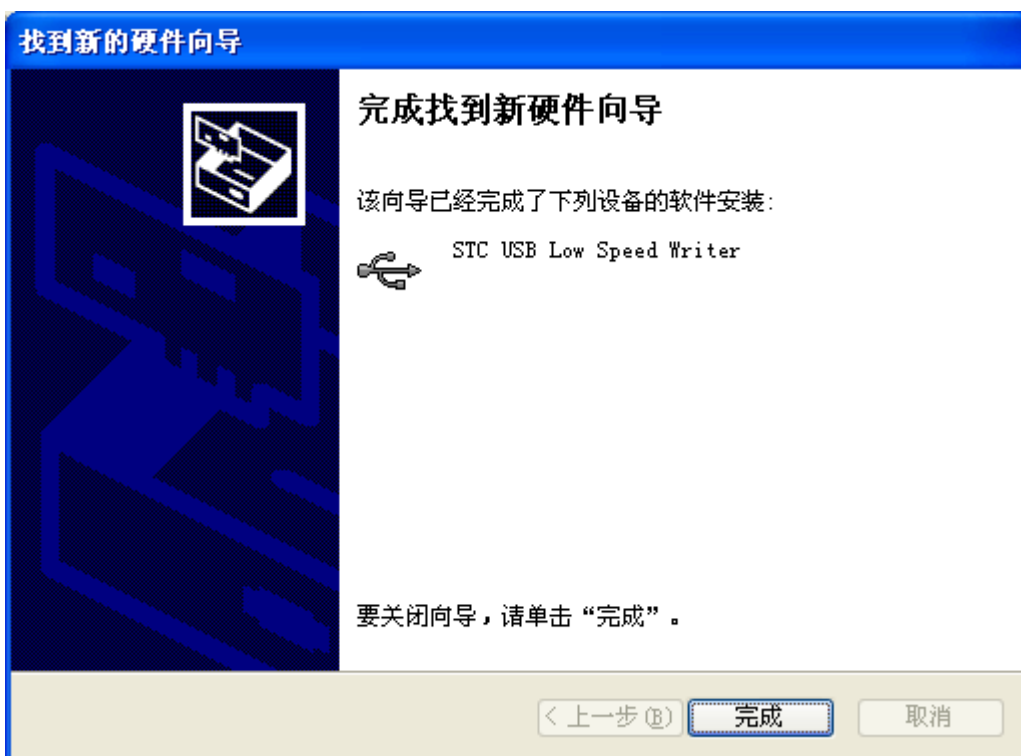 找到新的硬件向导
完成找到新硬件向导
该向导已经完成了下列设备的软件安装:
STC USB Low Speed Writer
要关闭向导，请单击“完成”。
< 上一步(B)
完成
取消